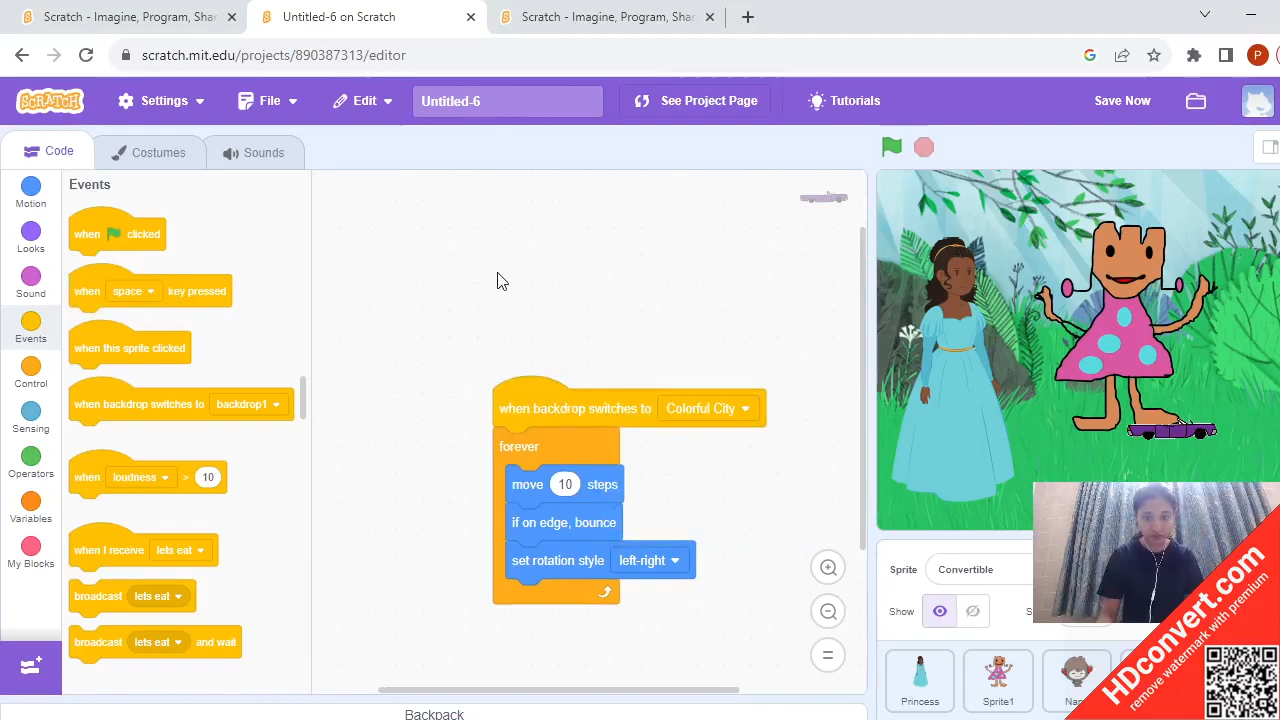 Scratch - Imagine, Program, Shar
Untitled-6 on Scratch
Scratch - Imagine, Program, Shar
scratch.mit.edu/projects/890387313/editor
P
SCRATCH
Settings
File
Edit
Untitled-6
See Project Page
Tutorials
Save Now
Code
Costumes
Sounds
Motion
Looks
Sound
Events
Control
Sensing
Operators
Variables
My Blocks
Events
when clicked
when space key pressed
when this sprite clicked
when backdrop switches to backdrop1
when loudness > 10
when I receive lets eat
broadcast lets eat
broadcast lets eat and wait
when backdrop switches to Colorful City
forever
move 10 steps
if on edge, bounce
set rotation style left-right
Backpack
Sprite Convertible
Show
Princess
Sprite1
HDconvert.com
remove watermark with premium